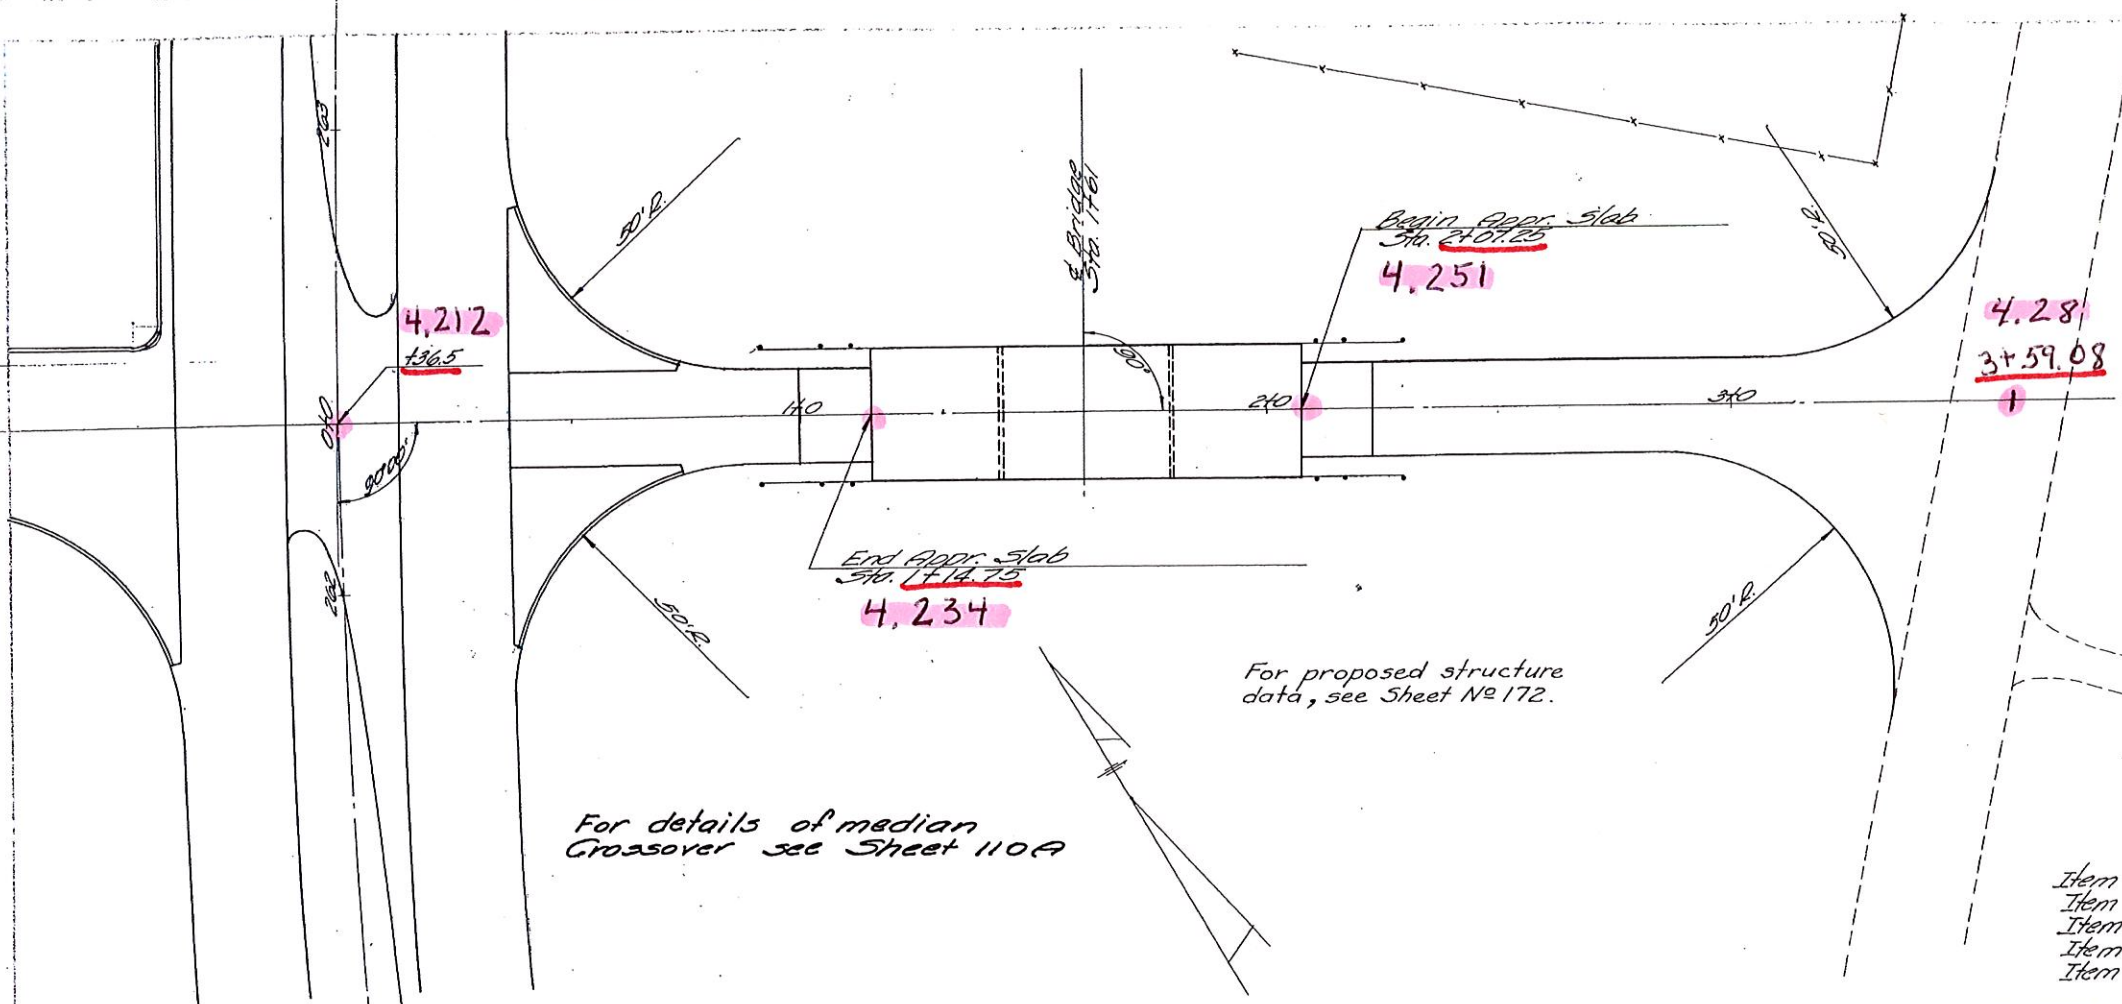 263
50'R.
℄ Bridge
Sta. 1+61
Begin Appr. Slab
Sta. 2+07.25
4.251
50'R.
4.212
+36.5
4.28
3+59.08
90°
0+0
1+0
2+0
3+0
90°00'
End Appr. Slab
Sta. 1+14.75
4.234
262
50'R.
50'R.
For proposed structure
data, see Sheet Nº 172.
For details of median
Crossover see Sheet 110A
Item
Item
Item
Item
Item